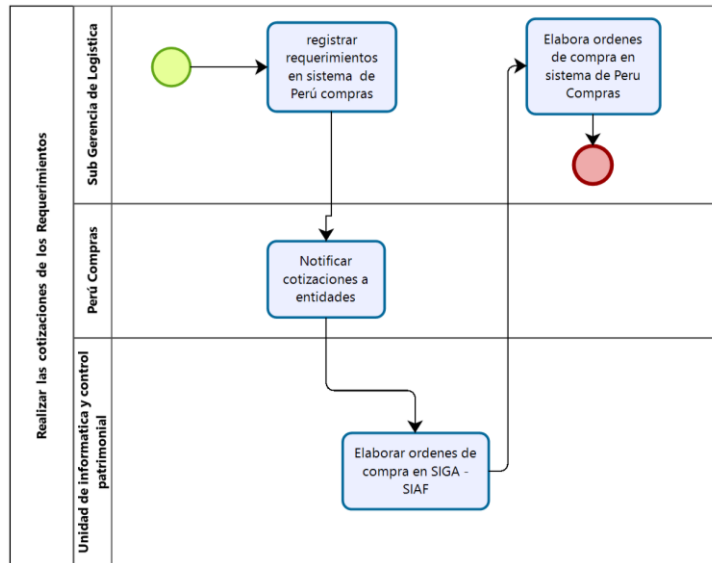 Realizar las cotizaciones de los Requerimientos
Sub Gerencia de Logística
registrar
requerimientos
en sistema de
Perú compras
Elabora ordenes
de compra en
sistema de Peru
Compras
Perú Compras
Notificar
cotizaciones a
entidades
Unidad de informatica y control
patrimonial
Elaborar ordenes de
compra en SIGA -
SIAF